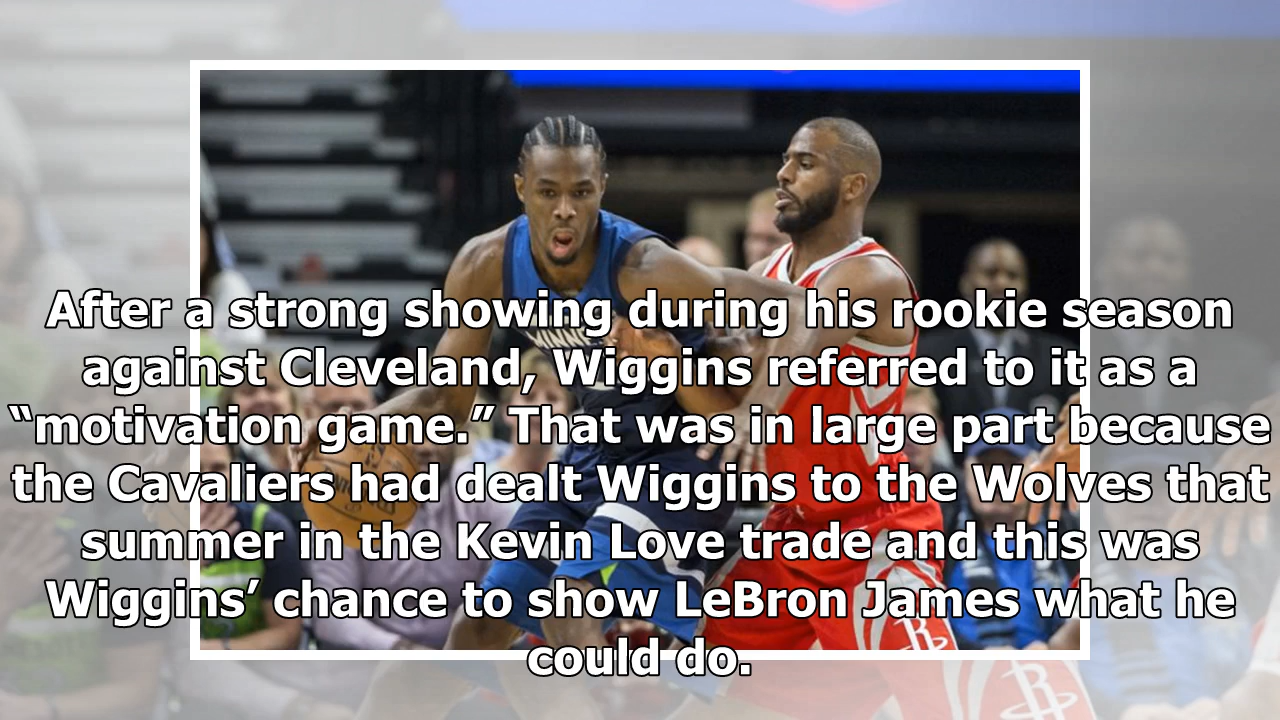 After a strong showing during his rookie season
against Cleveland, Wiggins referred to it as a
“motivation game.” That was in large part because
the Cavaliers had dealt Wiggins to the Wolves that
summer in the Kevin Love trade and this was
Wiggins’ chance to show LeBron James what he
could do.